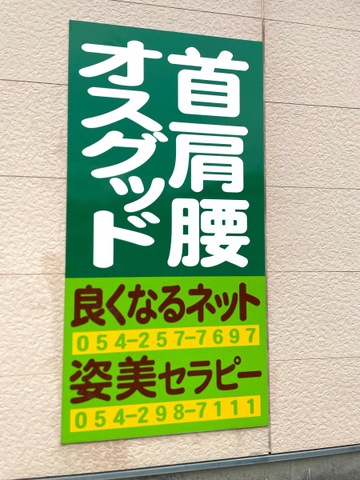 首肩腰
オスグッド
良くなるネット
054-257-7697
姿美セラピー
054-298-7111